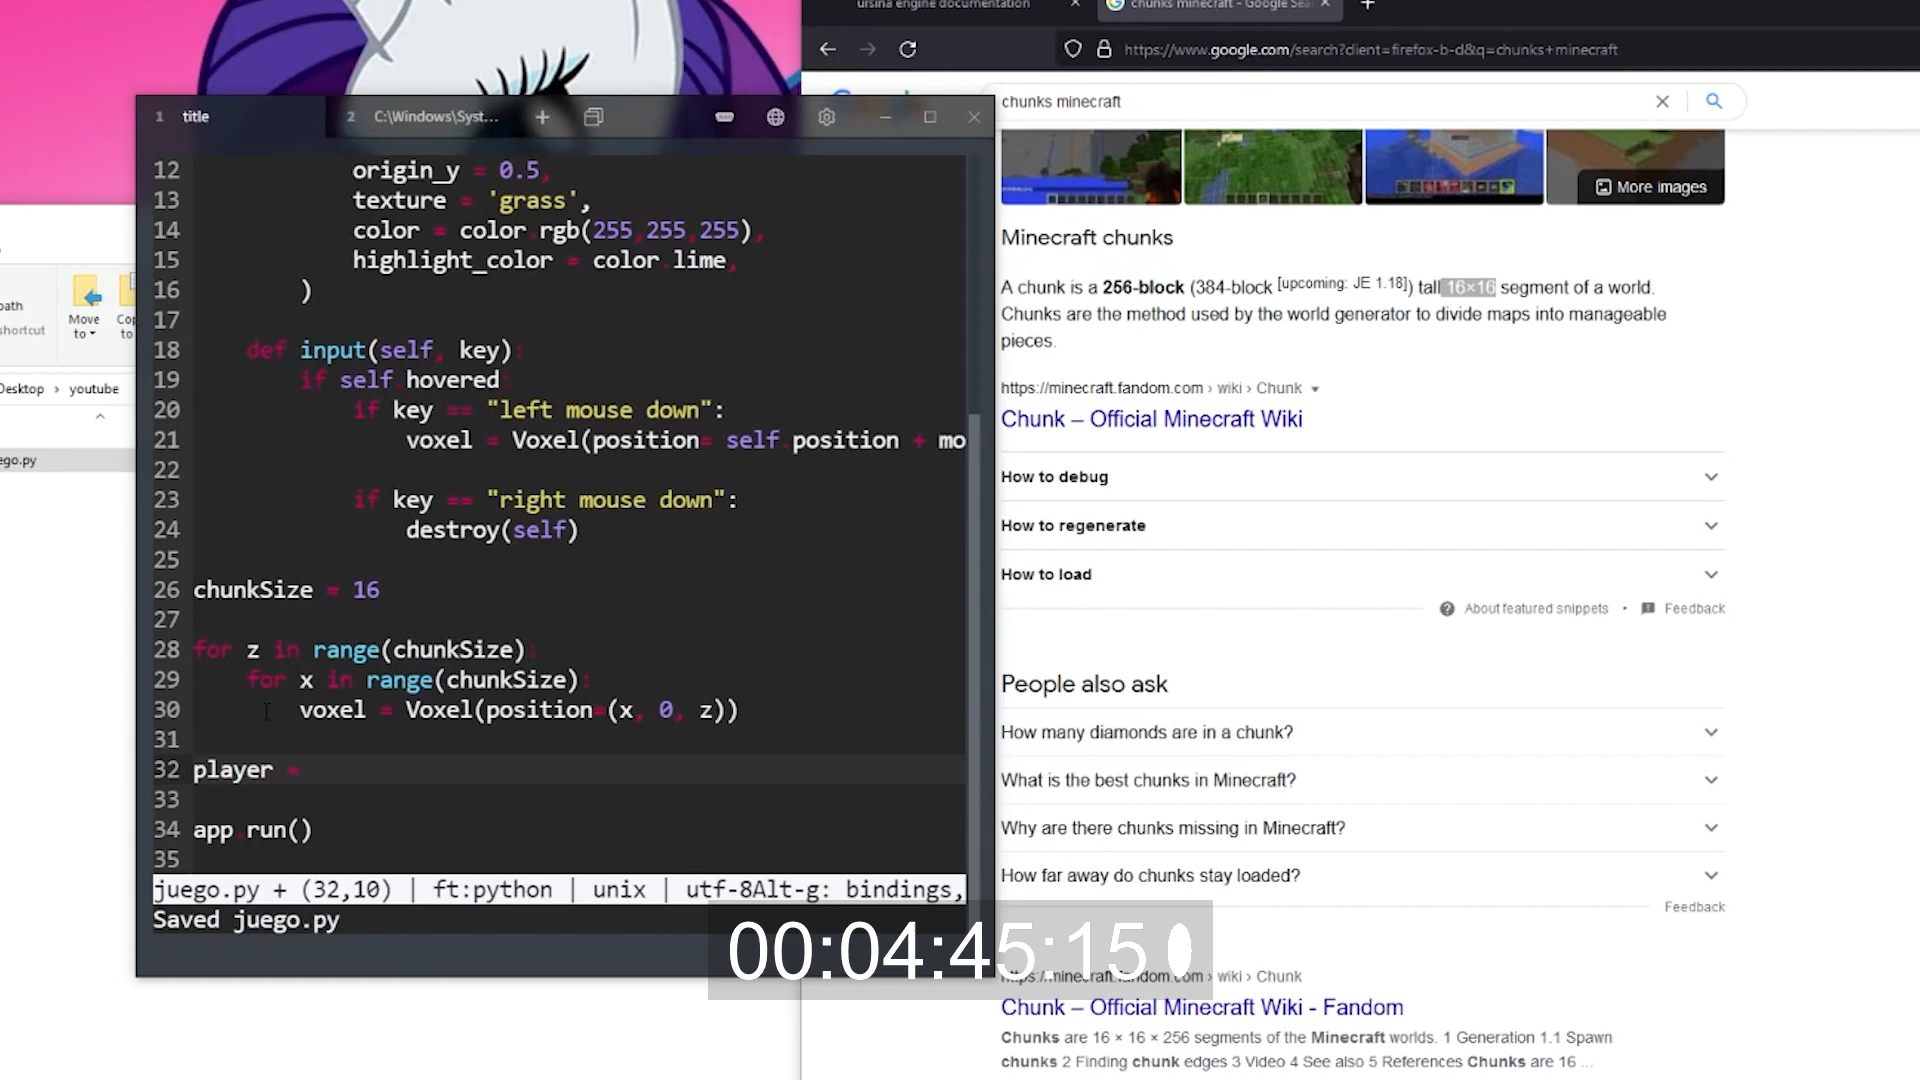 ursina engine documentation
chunks minecraft - Google Sea
https://www.google.com/search?client=firefox-b-d&q=chunks+minecraft
chunks minecraft
1 title
2 C:\Windows\Syst...
12 origin_y = 0.5,
13 texture = 'grass',
14 color = color.rgb(255,255,255),
15 highlight_color = color.lime,
16 )
17
18 def input(self, key):
19 if self.hovered:
20 if key == "left mouse down":
21 voxel = Voxel(position= self.position + mo
22
23 if key == "right mouse down":
24 destroy(self)
25
26 chunkSize = 16
27
28 for z in range(chunkSize):
29 for x in range(chunkSize):
30 voxel = Voxel(position=(x, 0, z))
31
32 player =
33
34 app.run()
35
juego.py + (32,10) | ft:python | unix | utf-8Alt-g: bindings,
Saved juego.py
path
shortcut
Move
to
Cop
to
Desktop › youtube
ego.py
More images
Minecraft chunks
A chunk is a 256-block (384-block [upcoming: JE 1.18]) tall 16×16 segment of a world.
Chunks are the method used by the world generator to divide maps into manageable
pieces.
https://minecraft.fandom.com › wiki › Chunk
Chunk – Official Minecraft Wiki
How to debug
How to regenerate
How to load
About featured snippets • Feedback
People also ask
How many diamonds are in a chunk?
What is the best chunks in Minecraft?
Why are there chunks missing in Minecraft?
How far away do chunks stay loaded?
Feedback
00:04:45:15
https://minecraft.fandom.com › wiki › Chunk
Chunk – Official Minecraft Wiki - Fandom
Chunks are 16 × 16 × 256 segments of the Minecraft worlds. 1 Generation 1.1 Spawn
chunks 2 Finding chunk edges 3 Video 4 See also 5 References Chunks are 16 ...